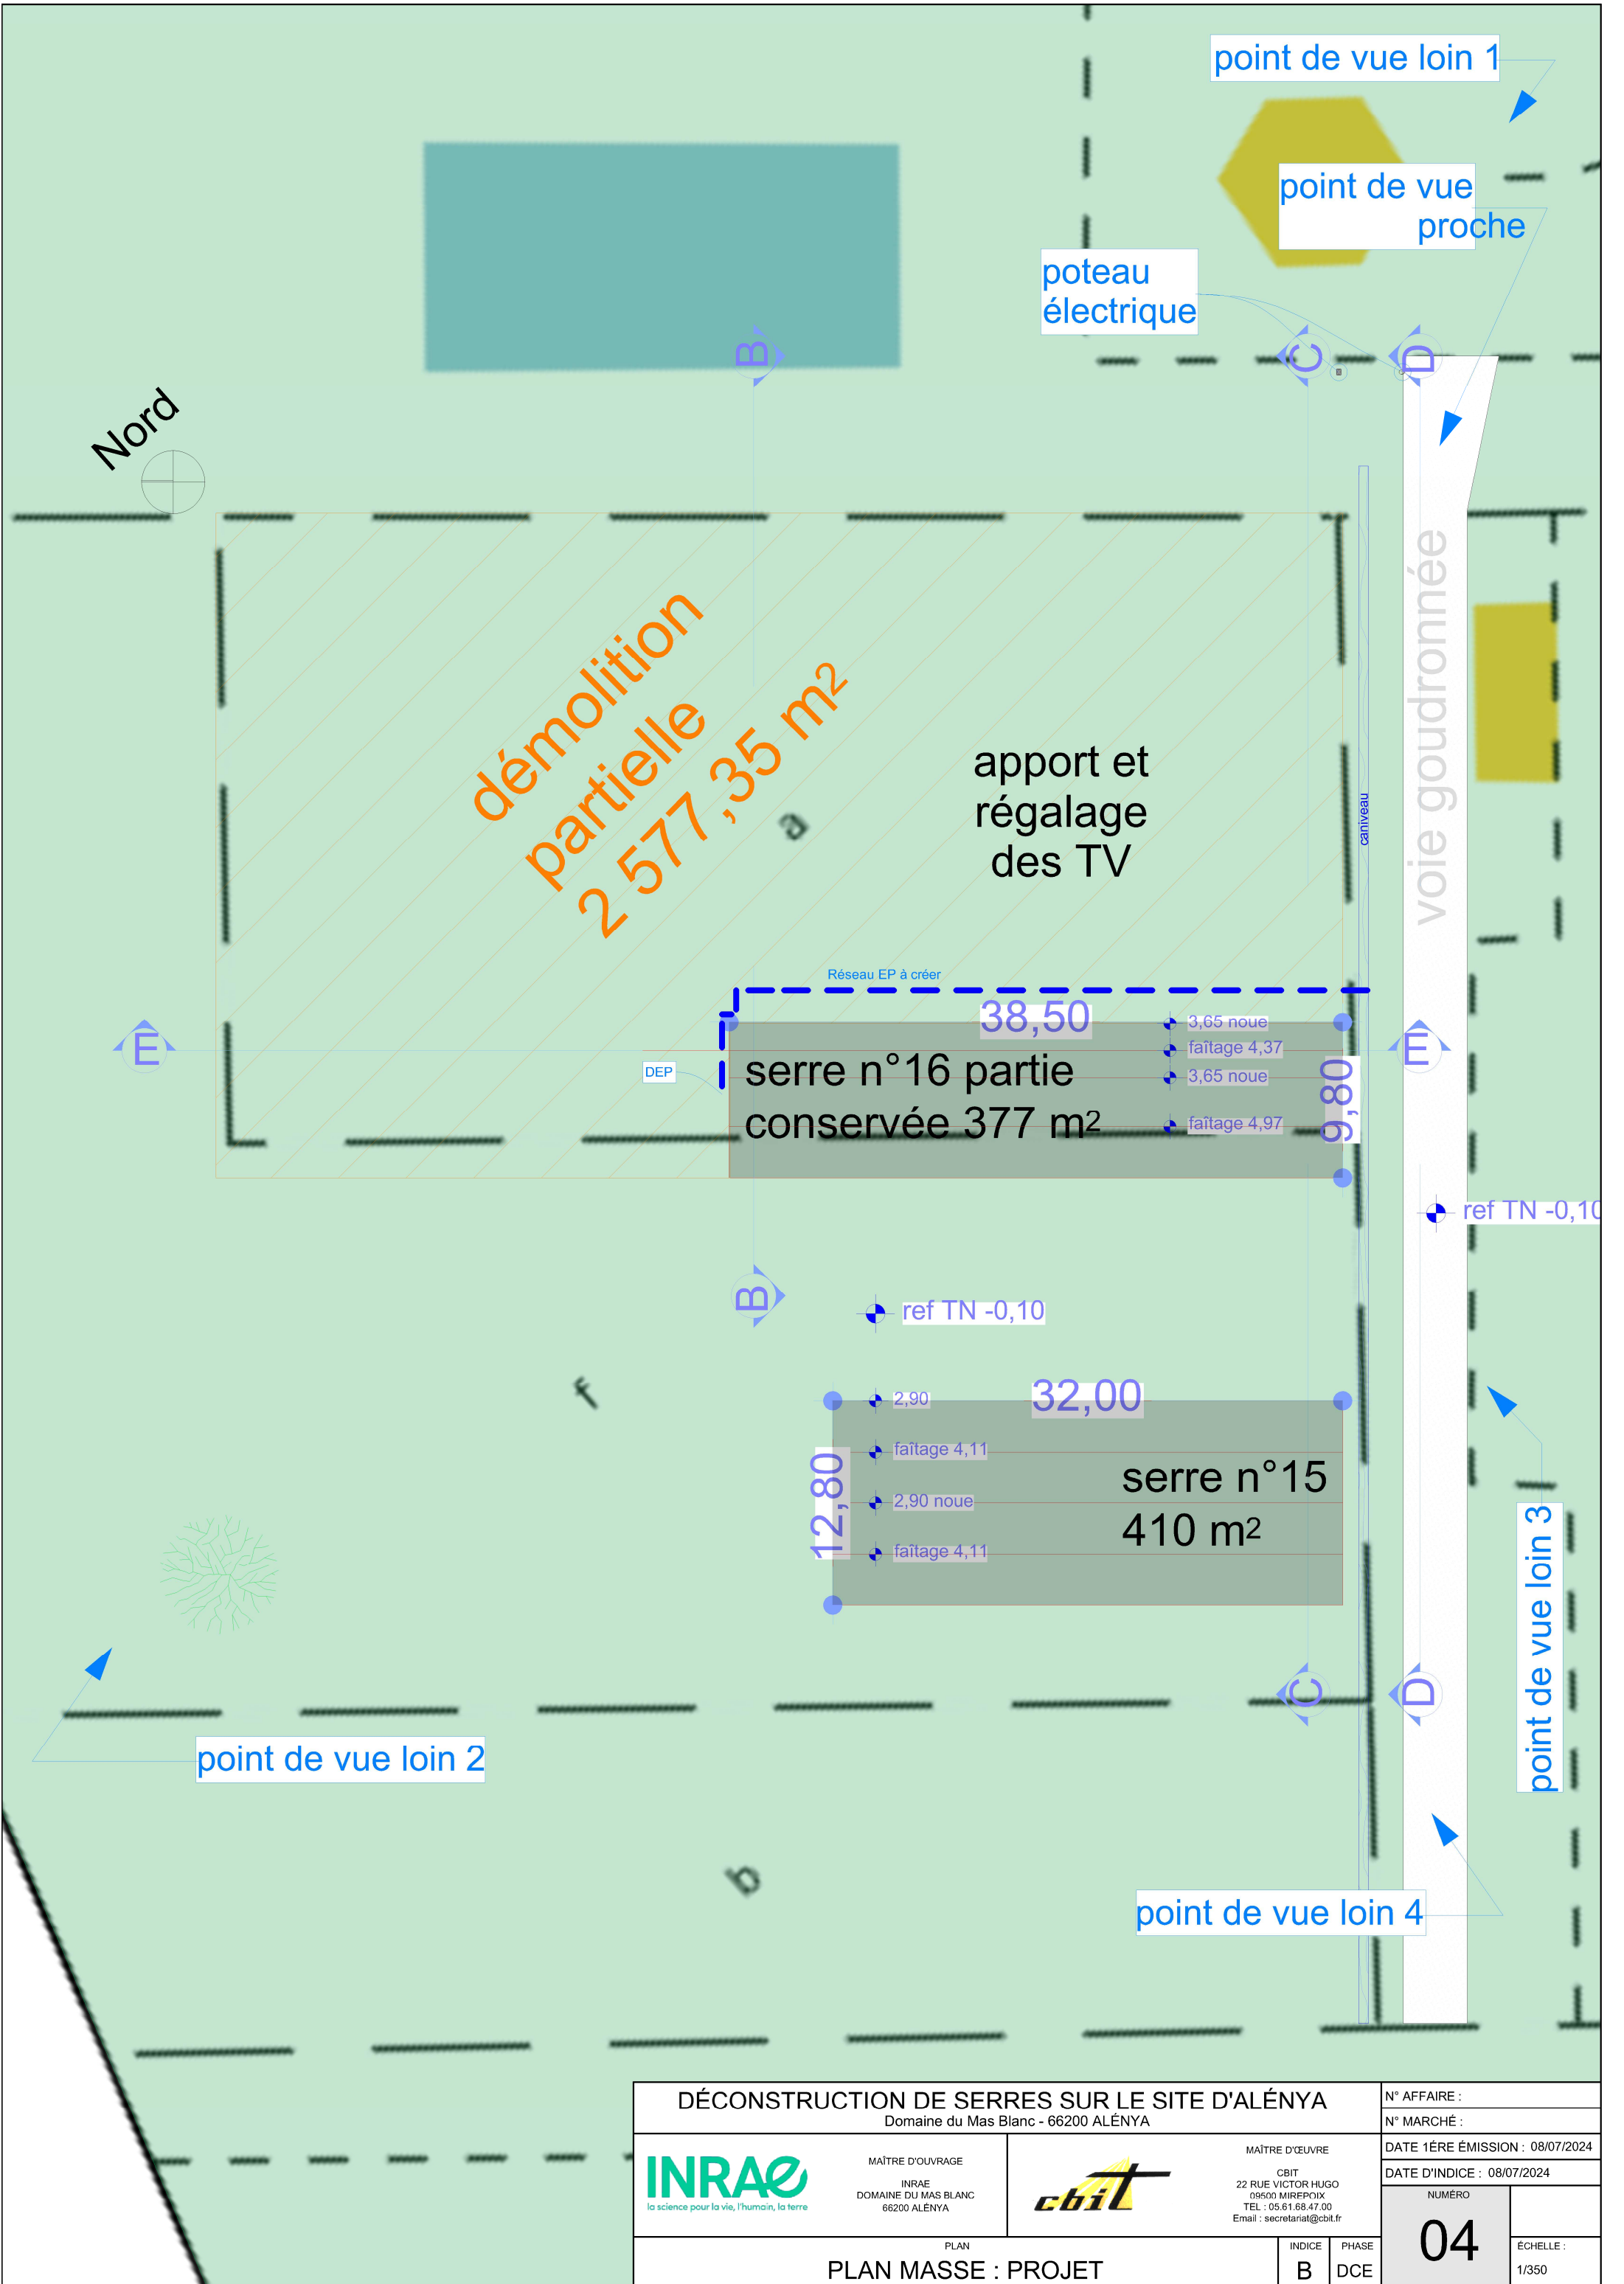 point de vue loin 1
point de vue
proche
poteau
électrique
B
C
D
Nord
démolition
partielle
2 577,35 m²
a
apport et
régalage
des TV
voie goudronnée
caniveau
Réseau EP à créer
38,50
3,65 noue
faîtage 4,37
3,65 noue
faîtage 4,97
9,80
E
E
DEP
serre n°16 partie
conservée 377 m²
ref TN -0,10
B
ref TN -0,10
f
2,90
32,00
faîtage 4,11
2,90 noue
faîtage 4,11
12,80
serre n°15
410 m²
point de vue loin 3
C
D
point de vue loin 2
b
point de vue loin 4
DÉCONSTRUCTION DE SERRES SUR LE SITE D'ALÉNYA
Domaine du Mas Blanc - 66200 ALÉNYA
N° AFFAIRE :
N° MARCHÉ :
DATE 1ÉRE ÉMISSION : 08/07/2024
DATE D'INDICE : 08/07/2024
INRAE
la science pour la vie, l'humain, la terre
MAÎTRE D'OUVRAGE
INRAE
DOMAINE DU MAS BLANC
66200 ALÉNYA
cbit
MAÎTRE D'ŒUVRE
CBIT
22 RUE VICTOR HUGO
09500 MIREPOIX
TEL : 05.61.68.47.00
Email : secretariat@cbit.fr
NUMÉRO
04
ÉCHELLE :
1/350
PLAN
PLAN MASSE : PROJET
INDICE
B
PHASE
DCE